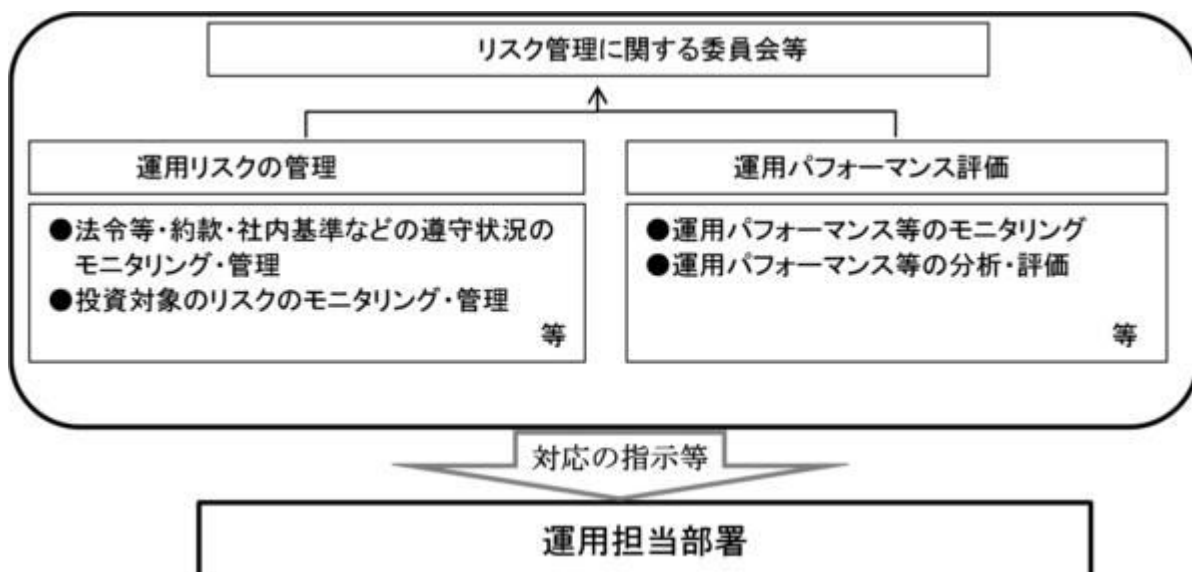 リスク管理に関する委員会等
運用リスクの管理
●法令等・約款・社内基準などの遵守状況の
モニタリング・管理
●投資対象のリスクのモニタリング・管理
等
運用パフォーマンス評価
●運用パフォーマンス等のモニタリング
●運用パフォーマンス等の分析・評価
等
対応の指示等
運用担当部署